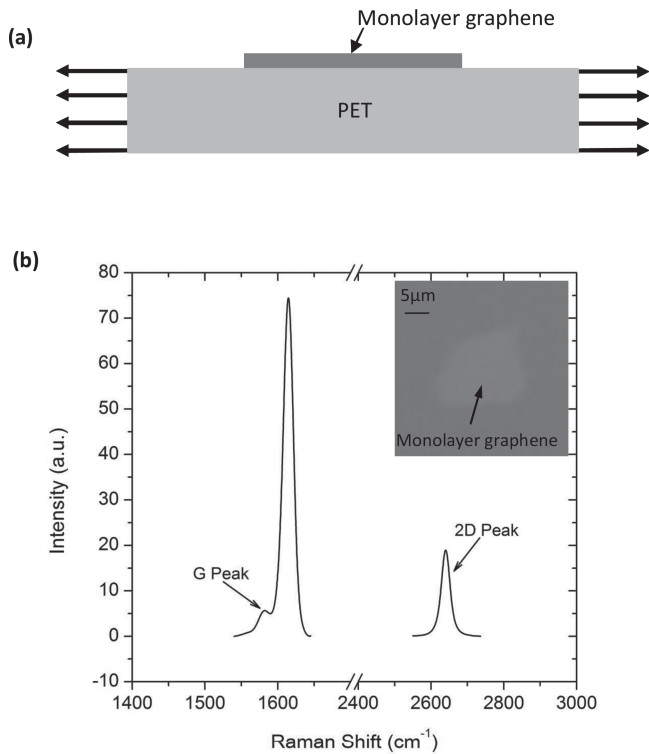 (a)
Monolayer graphene
PET
(b)
80
70
60
50
40
30
20
10
0
-10
Intensity (a.u.)
5μm
Monolayer graphene
G Peak
2D Peak
1400 1500 1600 2400 2600 2800 3000
Raman Shift (cm⁻¹)